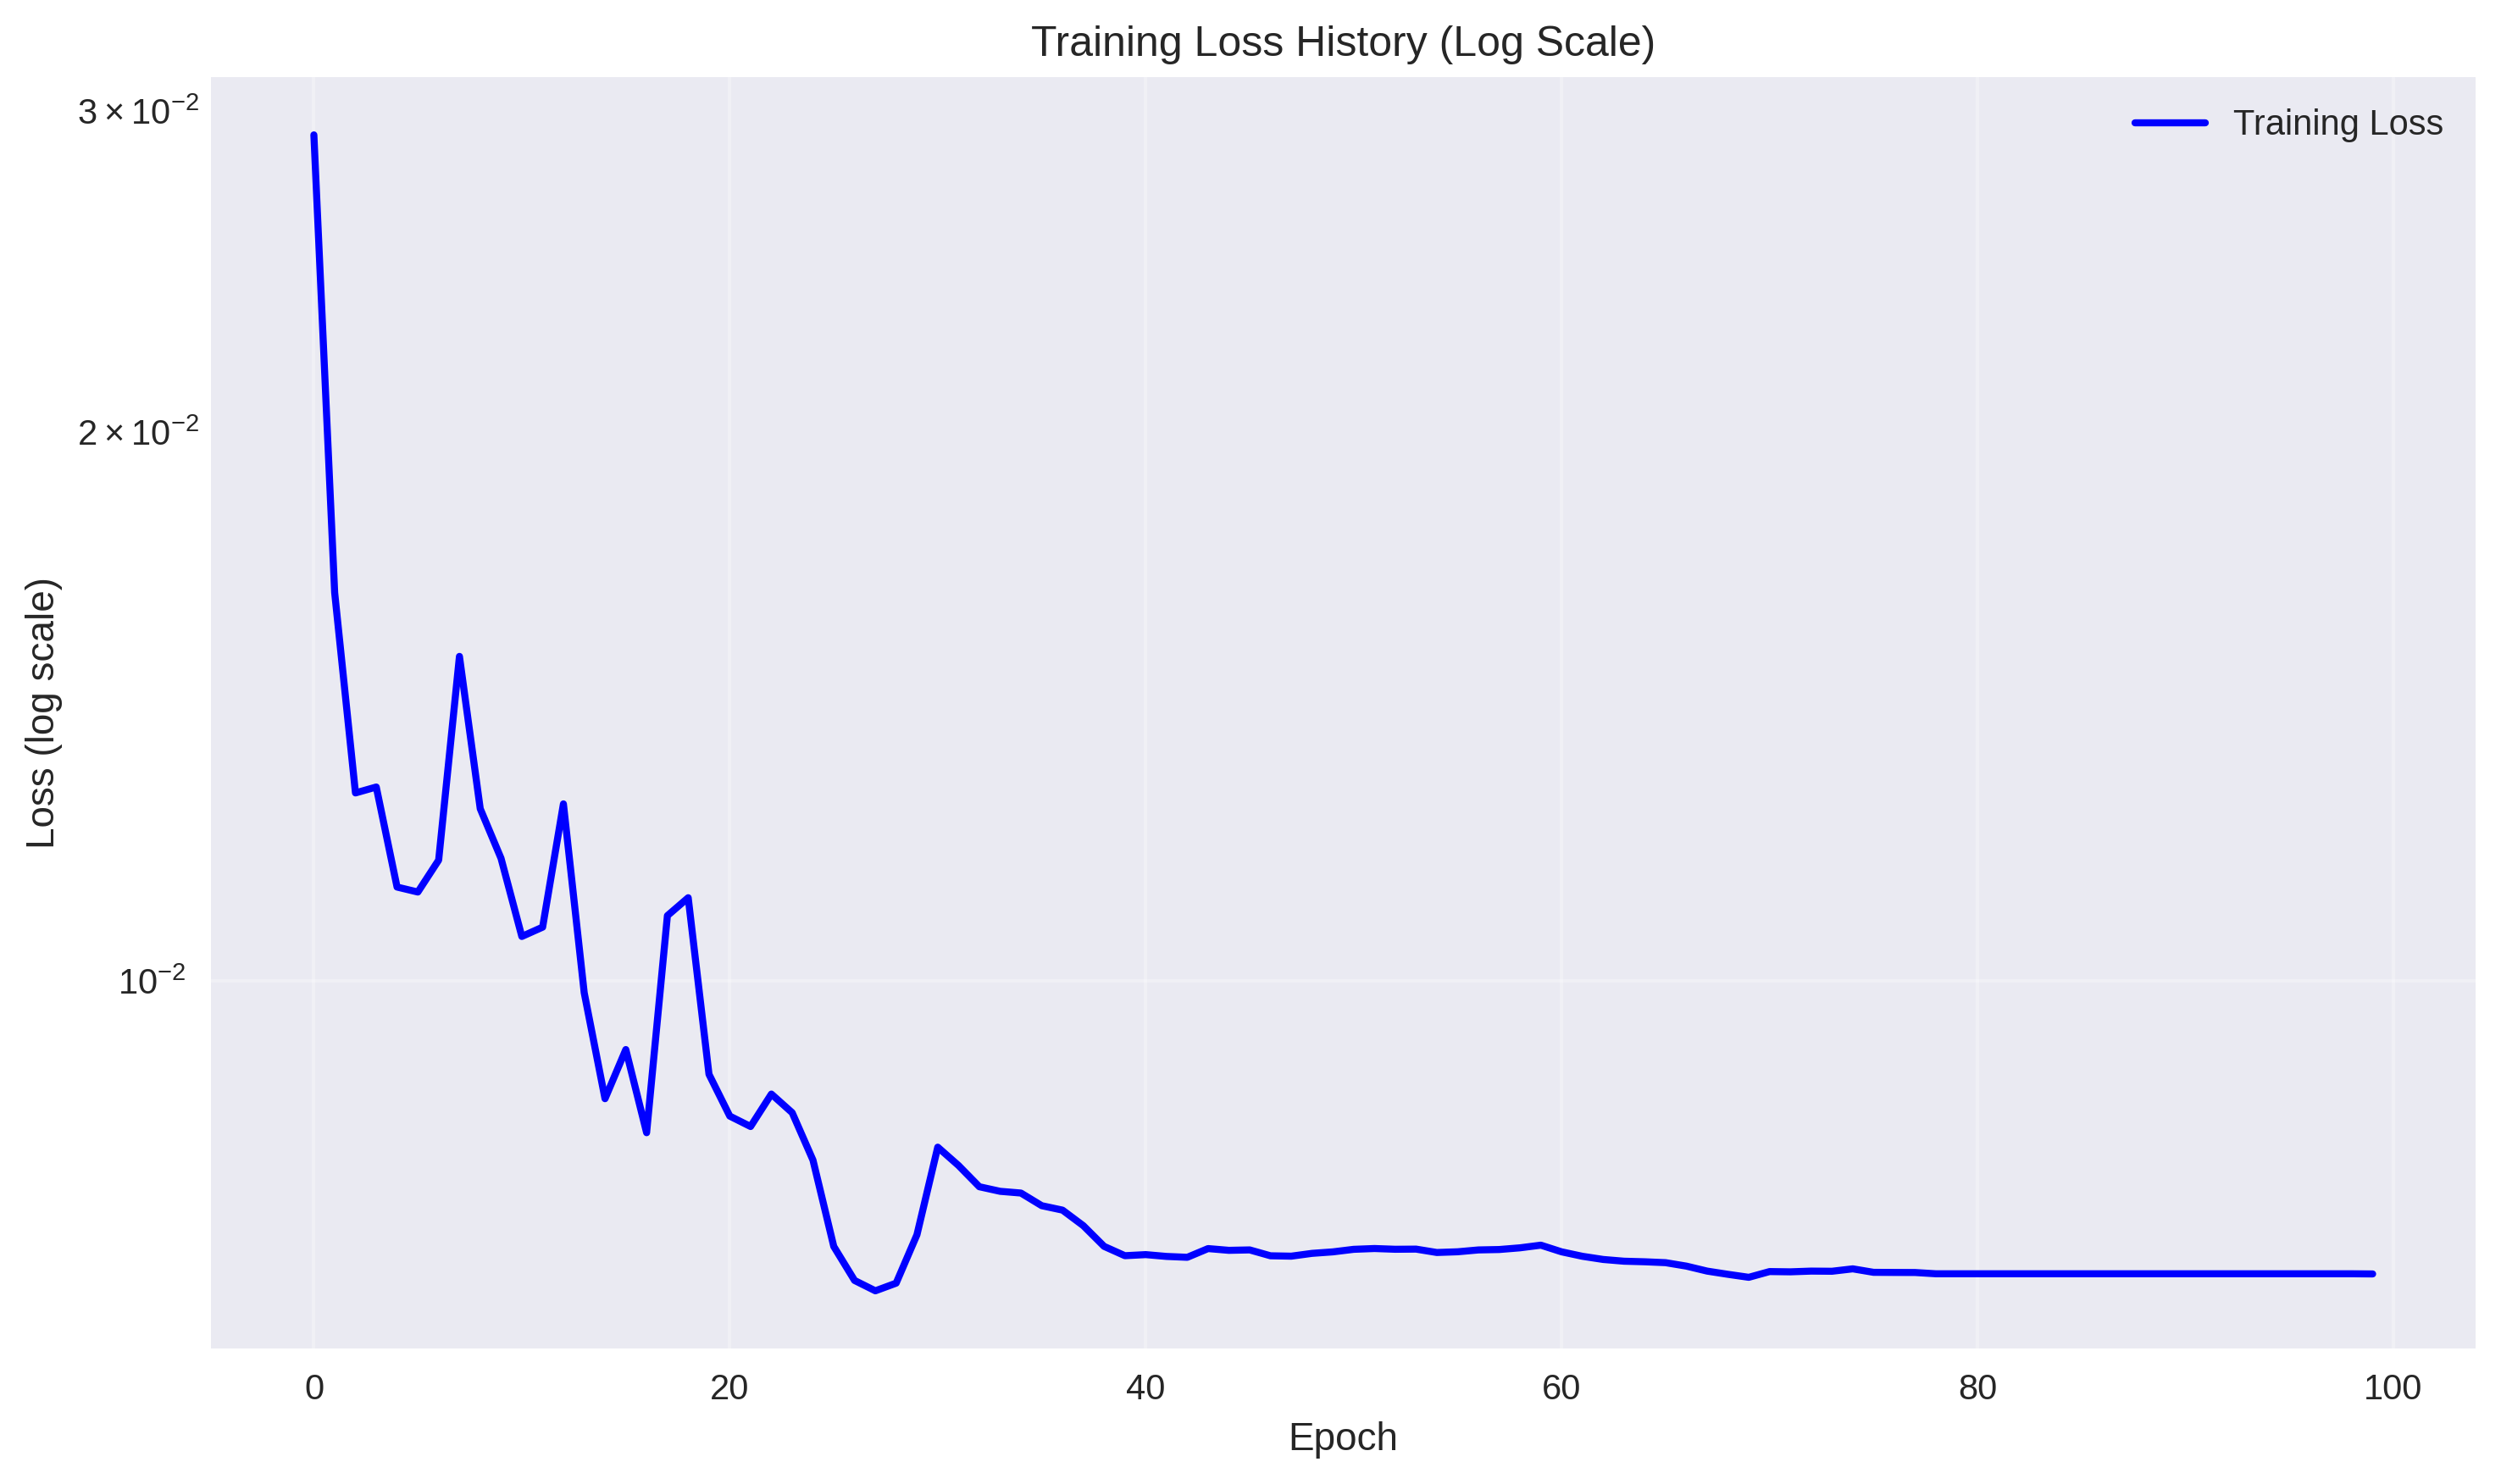 Training Loss History (Log Scale)
3 × 10⁻²
Training Loss
2 × 10⁻²
Loss (log scale)
10⁻²
0 20 40 60 80 100
Epoch